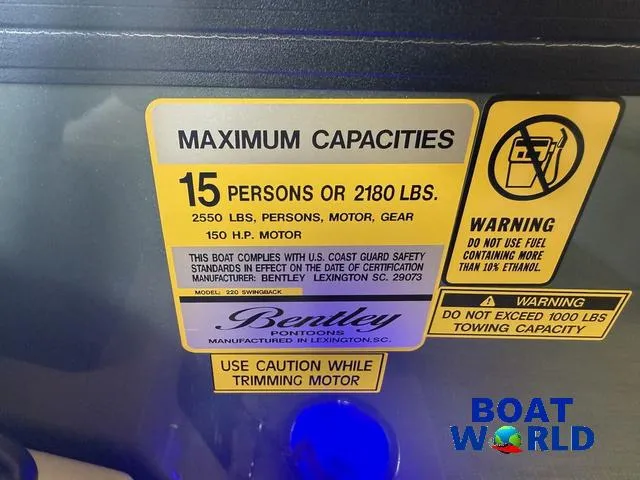 MAXIMUM CAPACITIES
15 PERSONS OR 2180 LBS.
2550 LBS, PERSONS, MOTOR, GEAR
150 H.P. MOTOR
THIS BOAT COMPLIES WITH U.S. COAST GUARD SAFETY
STANDARDS IN EFFECT ON THE DATE OF CERTIFICATION
MANUFACTURER: BENTLEY LEXINGTON SC. 29073
MODEL: 220 SWINGBACK
Bentley
PONTOONS
MANUFACTURED IN LEXINGTON,SC.
USE CAUTION WHILE
TRIMMING MOTOR
WARNING
DO NOT USE FUEL
CONTAINING MORE
THAN 10% ETHANOL.
WARNING
DO NOT EXCEED 1000 LBS
TOWING CAPACITY
BOAT
WORLD